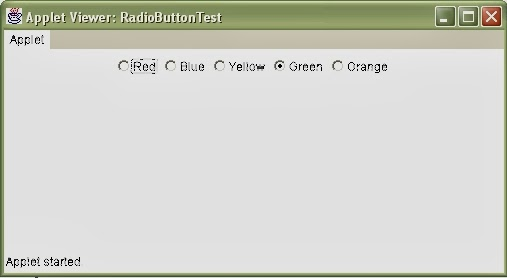 Applet Viewer: RadioButtonTest
Applet
Red Blue Yellow Green Orange
Applet started